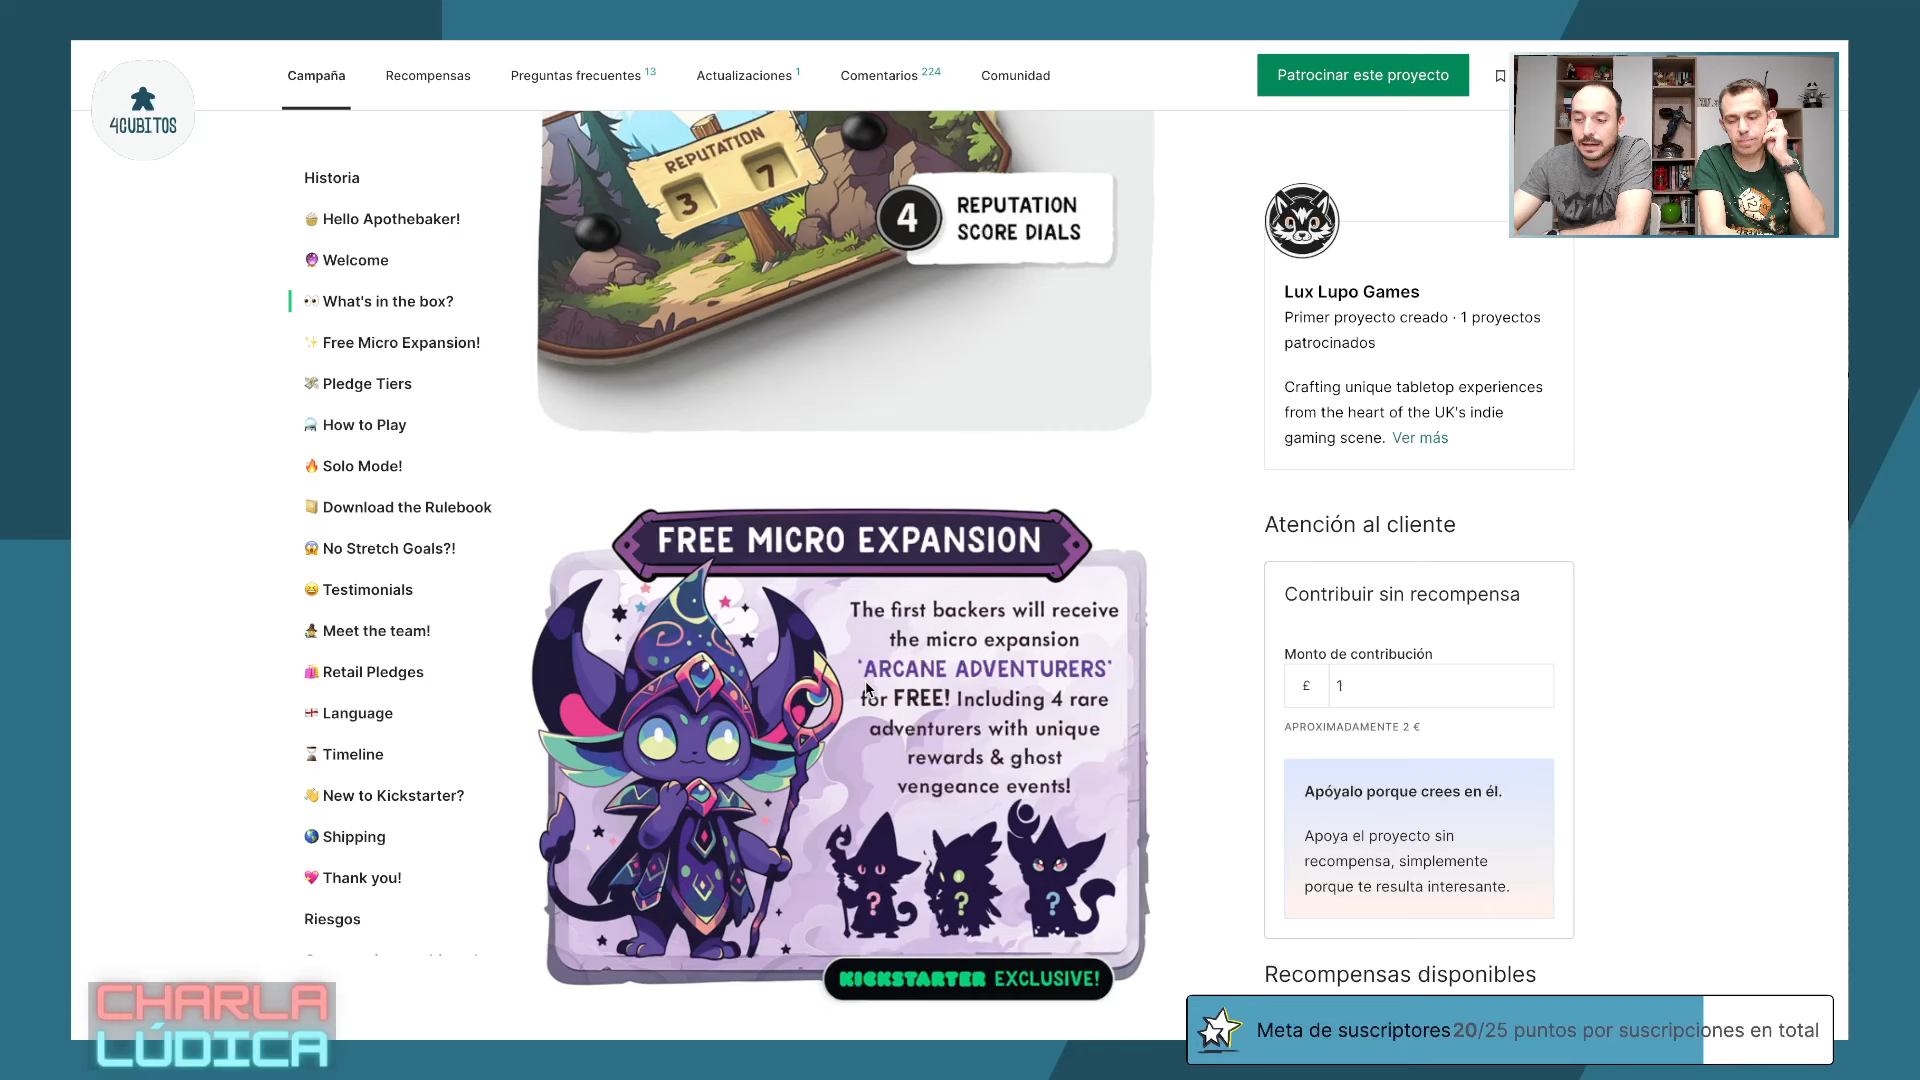 4CUBITOS
Campaña
Recompensas
Preguntas frecuentes 13
Actualizaciones 1
Comentarios 224
Comunidad
Patrocinar este proyecto
Historia
Hello Apothebaker!
Welcome
What's in the box?
Free Micro Expansion!
Pledge Tiers
How to Play
Solo Mode!
Download the Rulebook
No Stretch Goals?!
Testimonials
Meet the team!
Retail Pledges
Language
Timeline
New to Kickstarter?
Shipping
Thank you!
Riesgos
REPUTATION
3 7
4
REPUTATION
SCORE DIALS
FREE MICRO EXPANSION
The first backers will receive
the micro expansion
'ARCANE ADVENTURERS'
for FREE! Including 4 rare
adventurers with unique
rewards & ghost
vengeance events!
? ? ?
KICKSTARTER EXCLUSIVE!
Lux Lupo Games
Primer proyecto creado · 1 proyectos
patrocinados
Crafting unique tabletop experiences
from the heart of the UK's indie
gaming scene. Ver más
Atención al cliente
Contribuir sin recompensa
Monto de contribución
£ 1
APROXIMADAMENTE 2 €
Apóyalo porque crees en él.
Apoya el proyecto sin
recompensa, simplemente
porque te resulta interesante.
Recompensas disponibles
CHARLA
LÚDICA
Meta de suscriptores 20/25 puntos por suscripciones en total